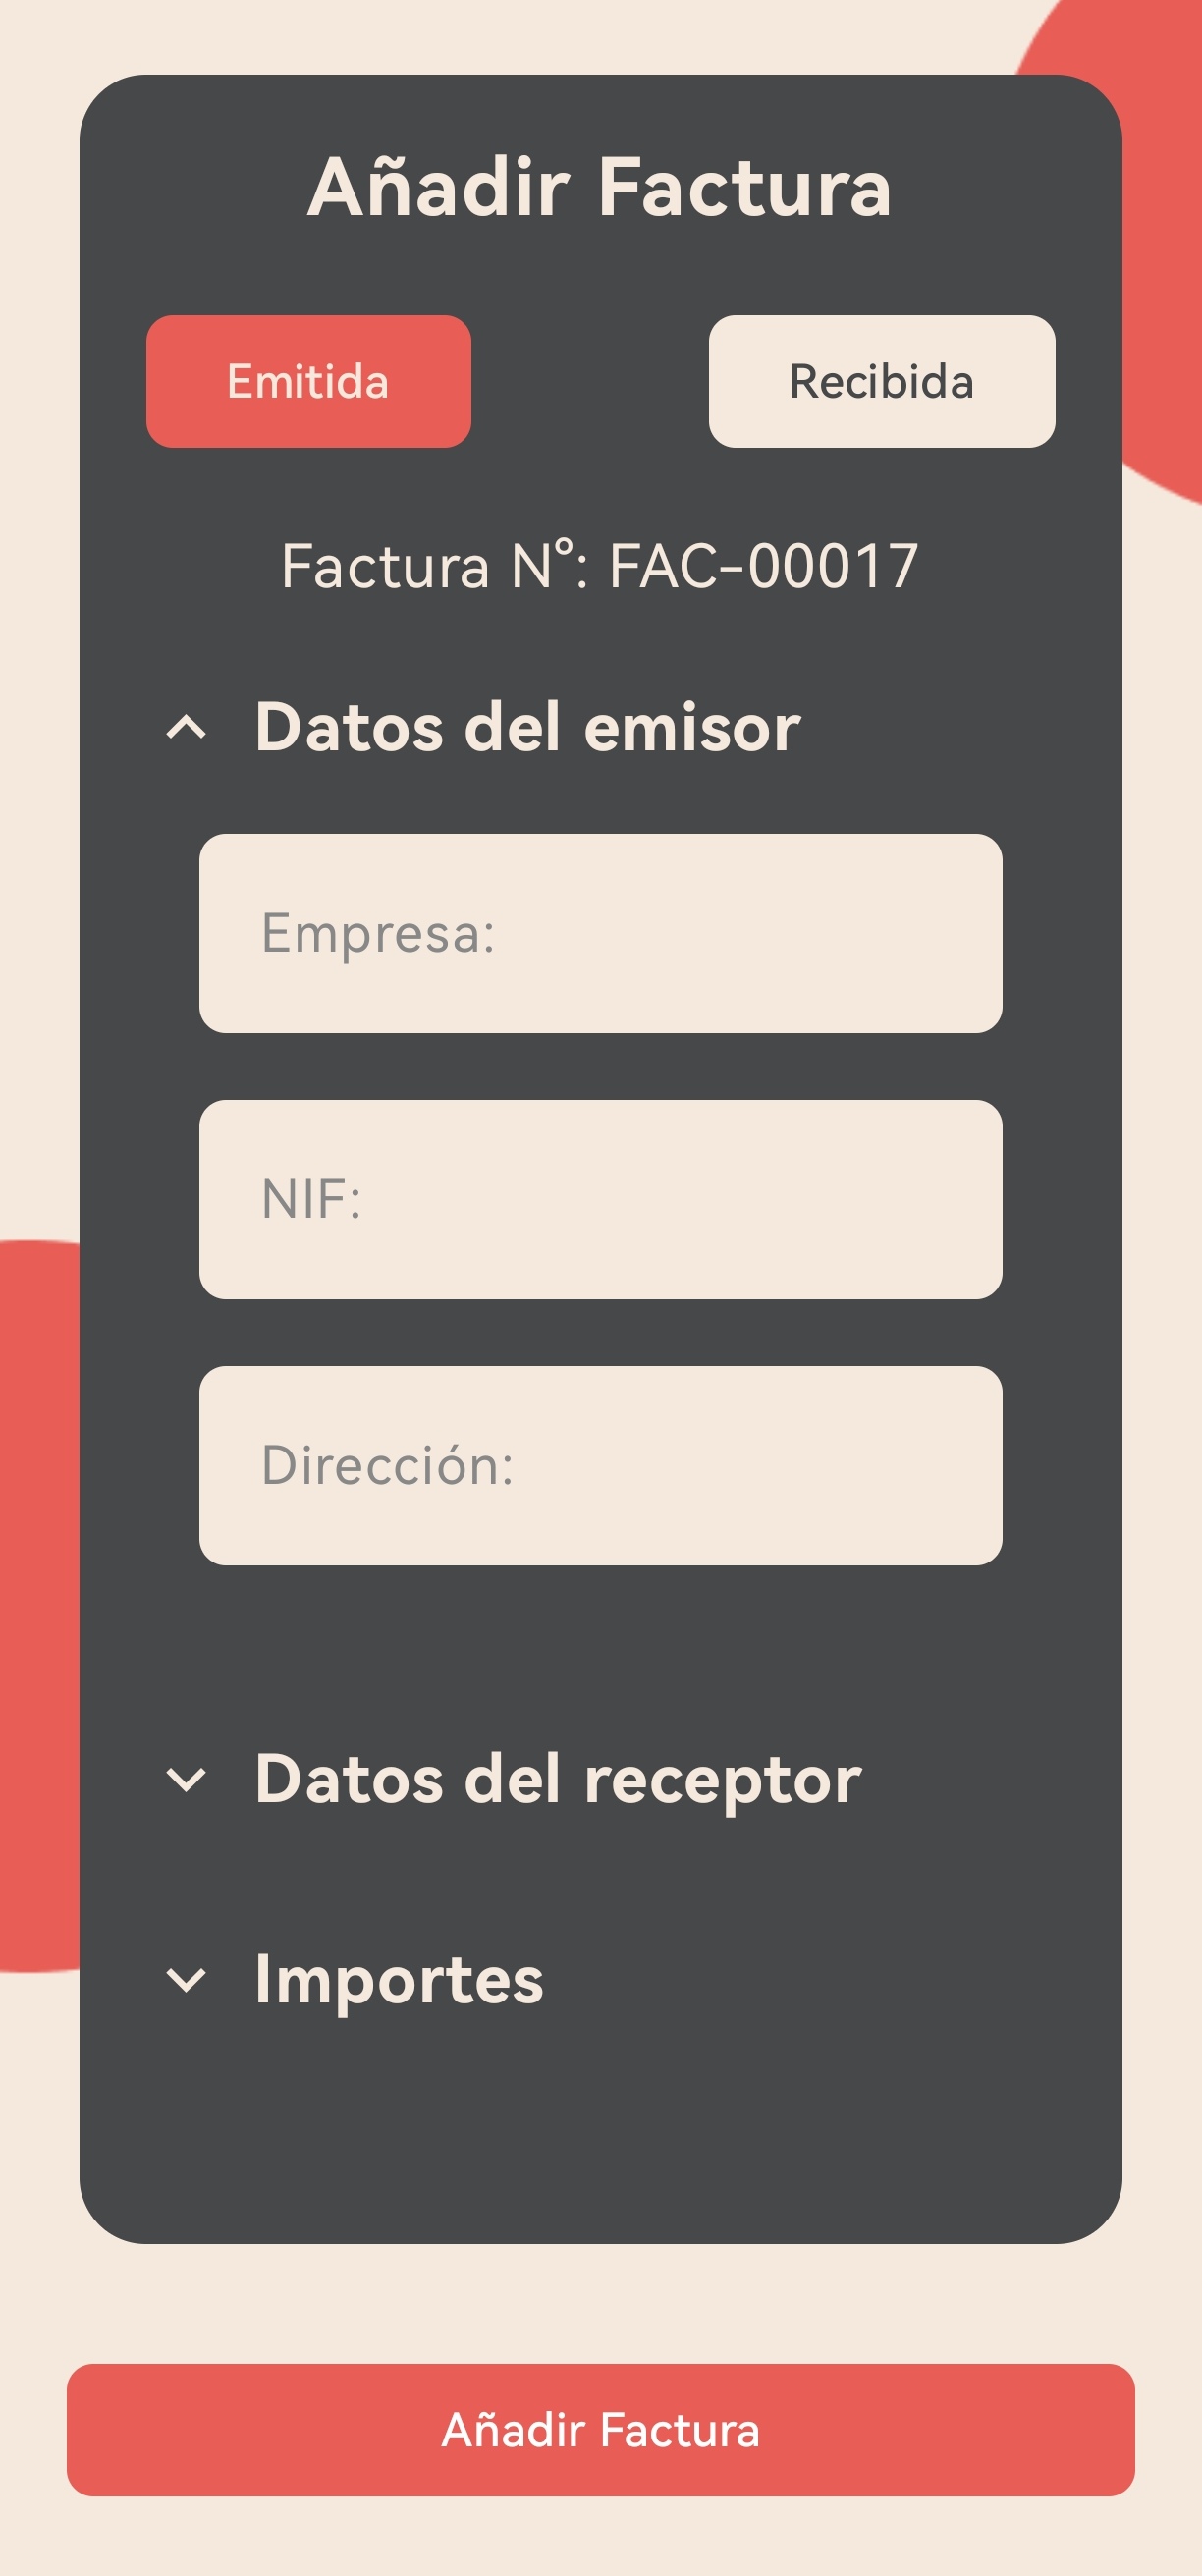 Añadir Factura
Emitida
Recibida
Factura N°: FAC-00017
Datos del emisor
Empresa:
NIF:
Dirección:
Datos del receptor
Importes
Añadir Factura